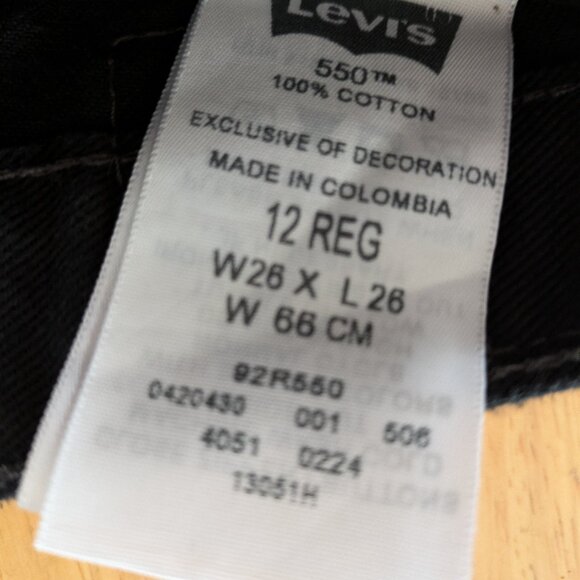 Levi's
550™
100% COTTON
EXCLUSIVE OF DECORATION
MADE IN COLOMBIA
12 REG
W26 X L 26
W 66 CM
92R550
0420430 001 506
4051 0224
13051H